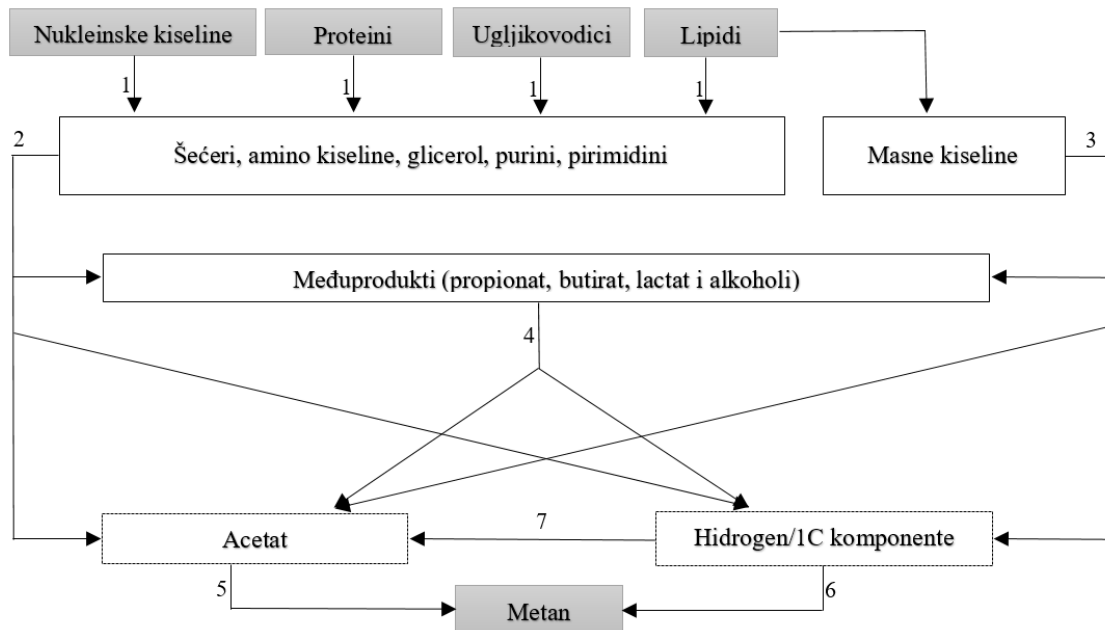 Nukleinske kiseline
Proteini
Ugljikovodici
Lipidi
1
1
1
1
2
Šećeri, amino kiseline, glicerol, purini, pirimidini
Masne kiseline
3
Međuprodukti (propionat, butirat, lactat i alkoholi)
4
Acetat
7
Hidrogen/1C komponente
5
6
Metan